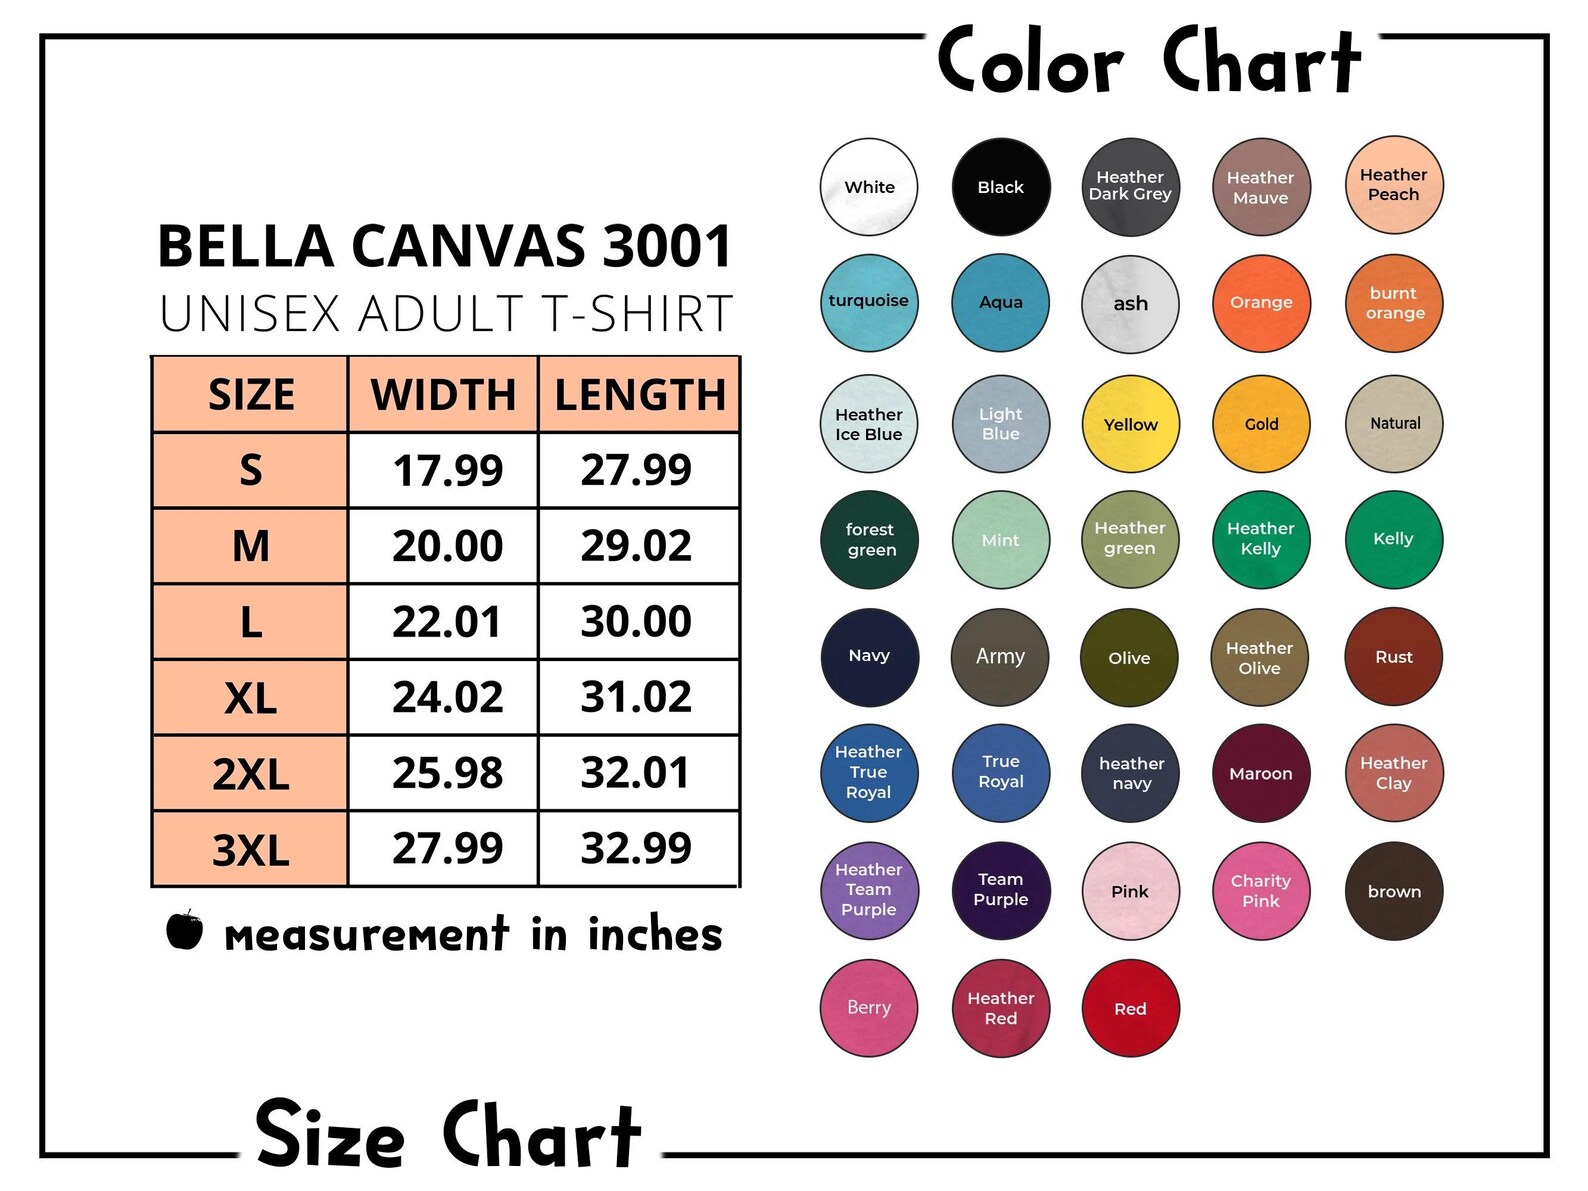 Color Chart
BELLA CANVAS 3001
UNISEX ADULT T-SHIRT
SIZE WIDTH LENGTH
S 17.99 27.99
M 20.00 29.02
L 22.01 30.00
XL 24.02 31.02
2XL 25.98 32.01
3XL 27.99 32.99
measurement in inches
Size Chart
White
Black
Heather
Dark Grey
Heather
Mauve
Heather
Peach
turquoise
Aqua
ash
Orange
burnt
orange
Heather
Ice Blue
Light
Blue
Yellow
Gold
Natural
forest
green
Mint
Heather
green
Heather
Kelly
Kelly
Navy
Army
Olive
Heather
Olive
Rust
Heather
True
Royal
True
Royal
heather
navy
Maroon
Heather
Clay
Heather
Team
Purple
Team
Purple
Pink
Charity
Pink
brown
Berry
Heather
Red
Red